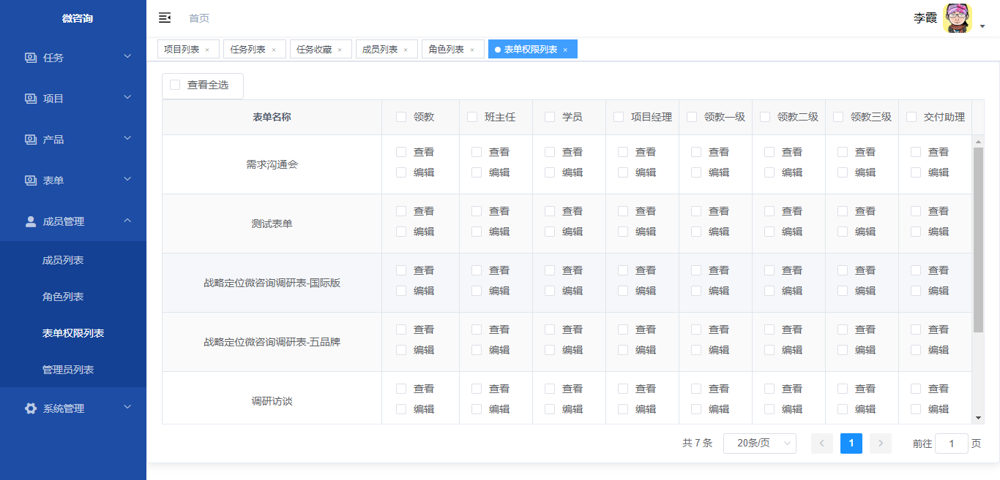 微咨询
任务
项目
产品
表单
成员管理
成员列表
角色列表
表单权限列表
管理员列表
系统管理
首页
李霞
项目列表 × 任务列表 × 任务收藏 × 成员列表 × 角色列表 × 表单权限列表 ×
查看全选
表单名称 领教 班主任 学员 项目经理 领教一级 领教二级 领教三级 交付助理
查看 查看 查看 查看 查看 查看 查看 查看
需求沟通会
编辑 编辑 编辑 编辑 编辑 编辑 编辑 编辑
查看 查看 查看 查看 查看 查看 查看 查看
测试表单
编辑 编辑 编辑 编辑 编辑 编辑 编辑 编辑
查看 查看 查看 查看 查看 查看 查看 查看
战略定位微咨询调研表-国际版
编辑 编辑 编辑 编辑 编辑 编辑 编辑 编辑
查看 查看 查看 查看 查看 查看 查看 查看
战略定位微咨询调研表-五品牌
编辑 编辑 编辑 编辑 编辑 编辑 编辑 编辑
查看 查看 查看 查看 查看 查看 查看 查看
调研访谈
编辑 编辑 编辑 编辑 编辑 编辑 编辑 编辑
共 7 条 20条/页 1 前往 1 页